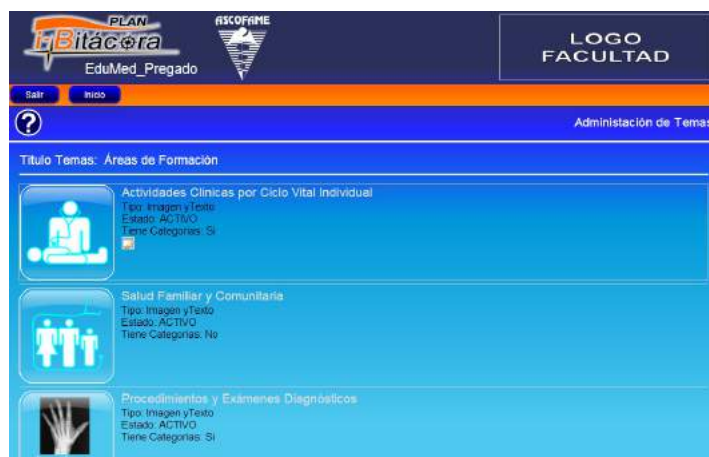 PLAN
i-Bitácora
EduMed_Pregado
ASCOFAME
LOGO
FACULTAD
Salir Inicio
?
Administación de Temas
Titulo Temas: Áreas de Formación
Actividades Clinicas por Ciclo Vital Individual
Tipo: Imagen yTexto
Estado: ACTIVO
Tiene Categorias: Si
Salud Familiar y Comunitaria
Tipo: Imagen yTexto
Estado: ACTIVO
Tiene Categorias: No
Procedimientos y Exámenes Diagnósticos
Tipo: Imagen yTexto
Estado: ACTIVO
Tiene Categorias: Si